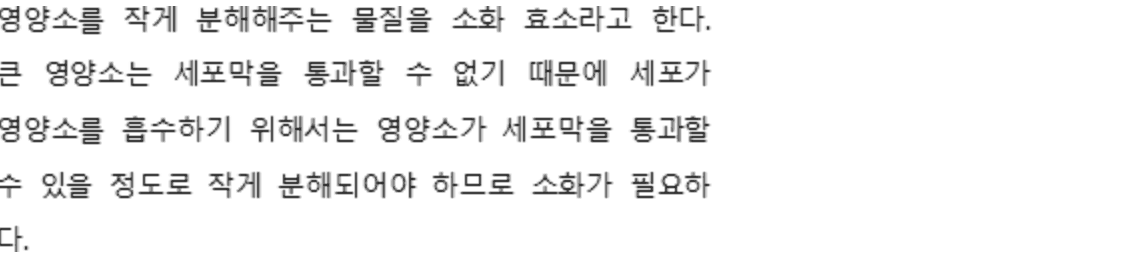 영양소를 작게 분해해주는 물질을 소화 효소라고 한다.
큰 영양소는 세포막을 통과할 수 없기 때문에 세포가
영양소를 흡수하기 위해서는 영양소가 세포막을 통과할
수 있을 정도로 작게 분해되어야 하므로 소화가 필요하
다.